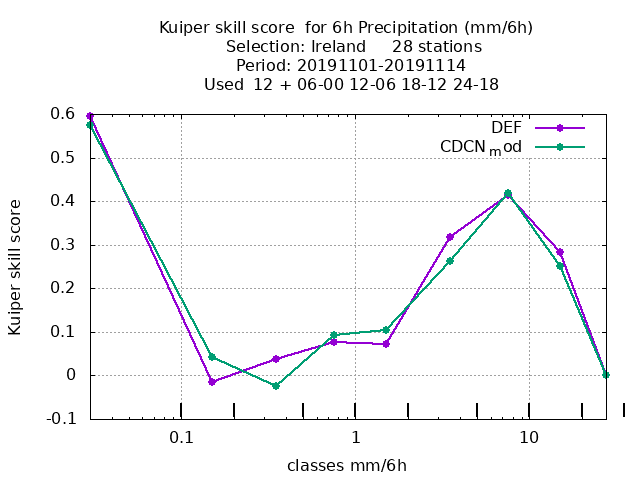 Kuiper skill score  for 6h Precipitation (mm/6h)
Selection: Ireland     28 stations
Period: 20191101-20191114
Used  12 + 06-00 12-06 18-12 24-18
DEF
CDCNmod
0.6
0.5
0.4
0.3
0.2
0.1
0
-0.1
Kuiper skill score
0.1
1
10
classes mm/6h